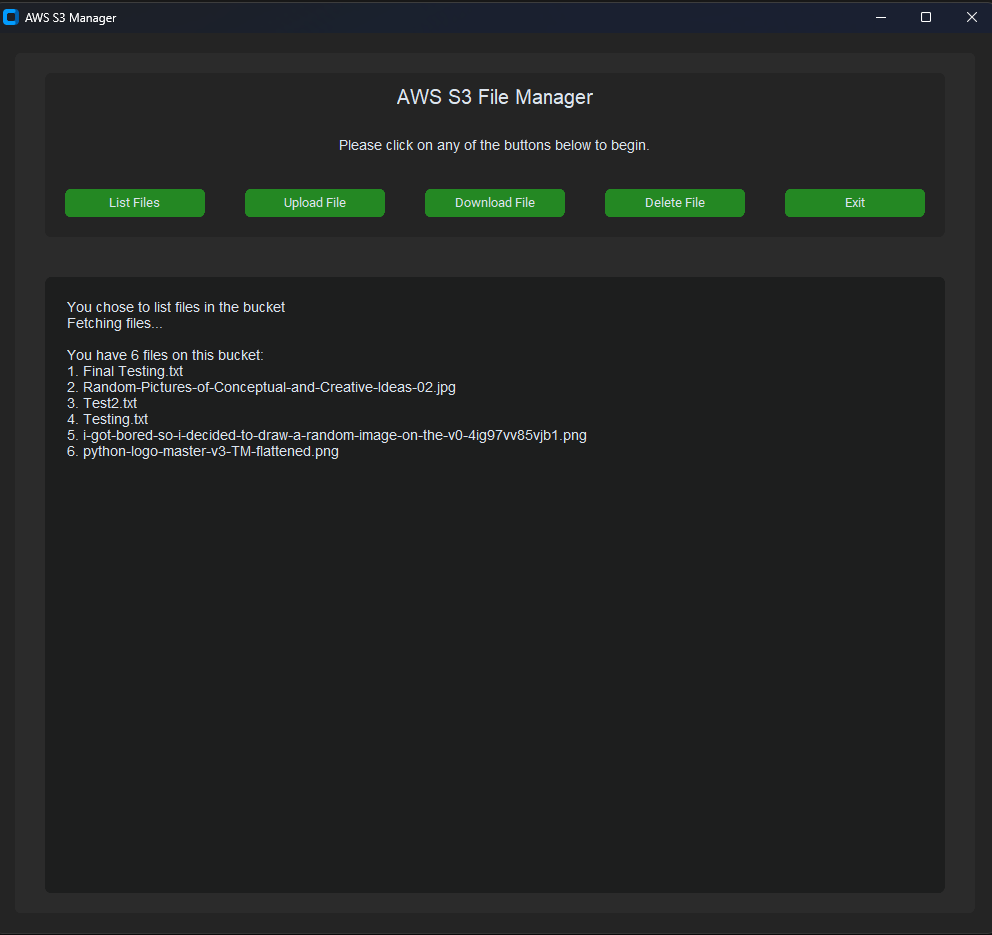 AWS S3 Manager
AWS S3 File Manager
Please click on any of the buttons below to begin.
List Files
Upload File
Download File
Delete File
Exit
You chose to list files in the bucket
Fetching files...
You have 6 files on this bucket:
1. Final Testing.txt
2. Random-Pictures-of-Conceptual-and-Creative-Ideas-02.jpg
3. Test2.txt
4. Testing.txt
5. i-got-bored-so-i-decided-to-draw-a-random-image-on-the-v0-4ig97vv85vjb1.png
6. python-logo-master-v3-TM-flattened.png